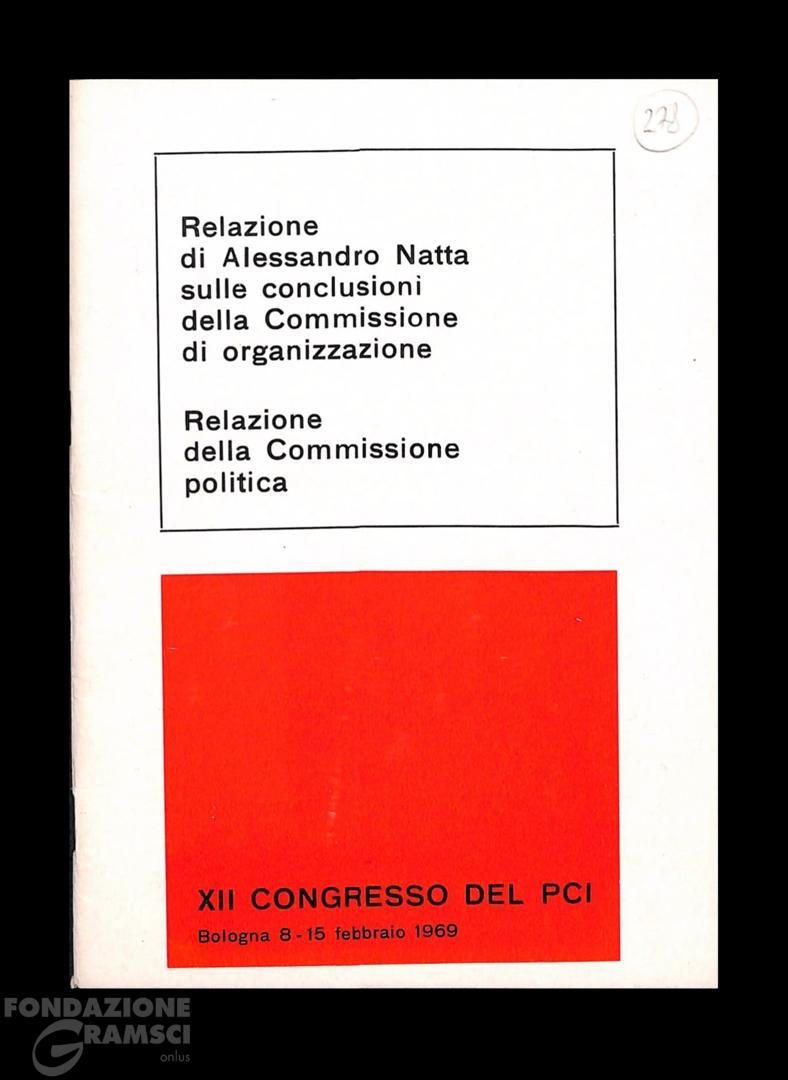 278
Relazione
di Alessandro Natta
sulle conclusioni
della Commissione
di organizzazione
Relazione
della Commissione
politica
XII CONGRESSO DEL PCI
Bologna 8-15 febbraio 1969
FONDAZIONE
GRAMSCI
onlus